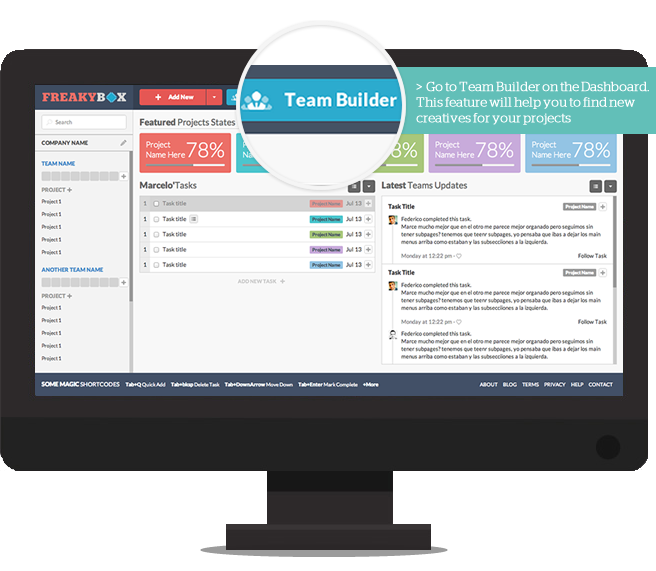 > Go to Team Builder on the Dashboard.
This feature will help you to find new
creatives for your projects
Team Builder
FREAKYBOX
+ Add New
Search
COMPANY NAME
TEAM NAME
PROJECT +
Project 1
Project 1
Project 1
Project 1
Project 1
ANOTHER TEAM NAME
PROJECT +
Project 1
Project 1
Project 1
Project 1
Project 1
Featured Projects States
Project
Name Here 78%
8%
Project
Name Here 78%
Project
Name Here 78%
Marcelo'Tasks
1 Task title Project Name Jul 13 +
1 Task title Project Name Jul 13 +
1 Task title Project Name Jul 13 +
1 Task title Project Name Jul 13 +
1 Task title Project Name Jul 13 +
ADD NEW TASK +
Latest Teams Updates
Task Title Project Name +
Federico completed this task.
Marce mucho mejor que en el otro me parece mejor organado pero seguimos sin
tener subpages? tenemos que teenr subpages, yo pensaba que ibas a dejar los main
menus arriba como estaban y las subsecciones a la izquierda.
Monday at 12:22 pm -
Follow Task
Task Title Project Name +
Federico completed this task.
Marce mucho mejor que en el otro me parece mejor organado pero seguimos sin
tener subpages? tenemos que teenr subpages, yo pensaba que ibas a dejar los main
menus arriba como estaban y las subsecciones a la izquierda.
Monday at 12:22 pm -
Follow Task
Federico completed this task.
Marce mucho mejor que en el otro me parece mejor organado pero seguimos sin
tener subpages? tenemos que teenr subpages, yo pensaba que ibas a dejar los main
menus arriba como estaban y las subsecciones a la izquierda.
SOME MAGIC SHORTCODES Tab+Q Quick Add Tab+blosp Delete Task Tab+DownArrow Move Down Tab+Enter Mark Complete +More
ABOUT BLOG TERMS PRIVACY HELP CONTACT